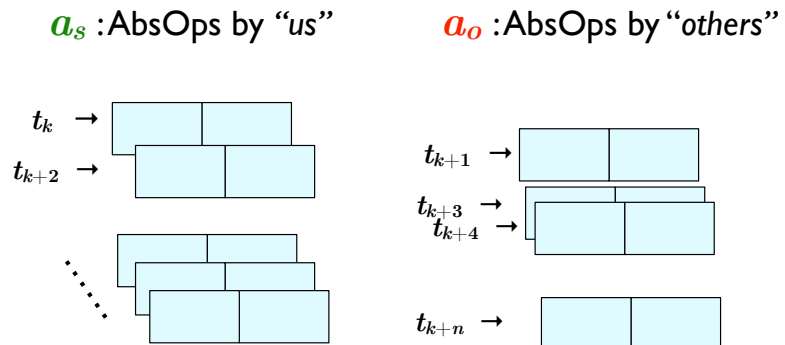 a_s : AbsOps by “us”
a_o : AbsOps by “others”
t_k →
t_{k+2} →
t_{k+1} →
t_{k+3} →
t_{k+4} →
t_{k+n} →